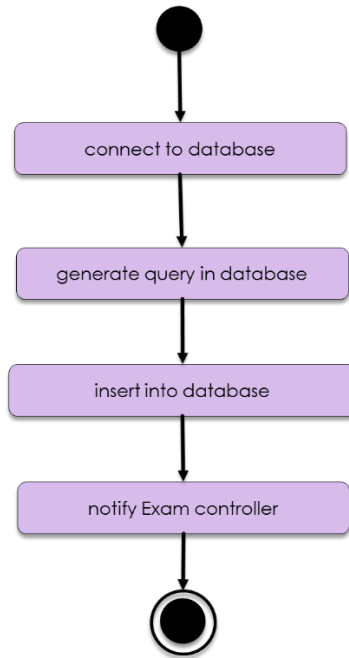 connect to database
generate query in database
insert into database
notify Exam controller